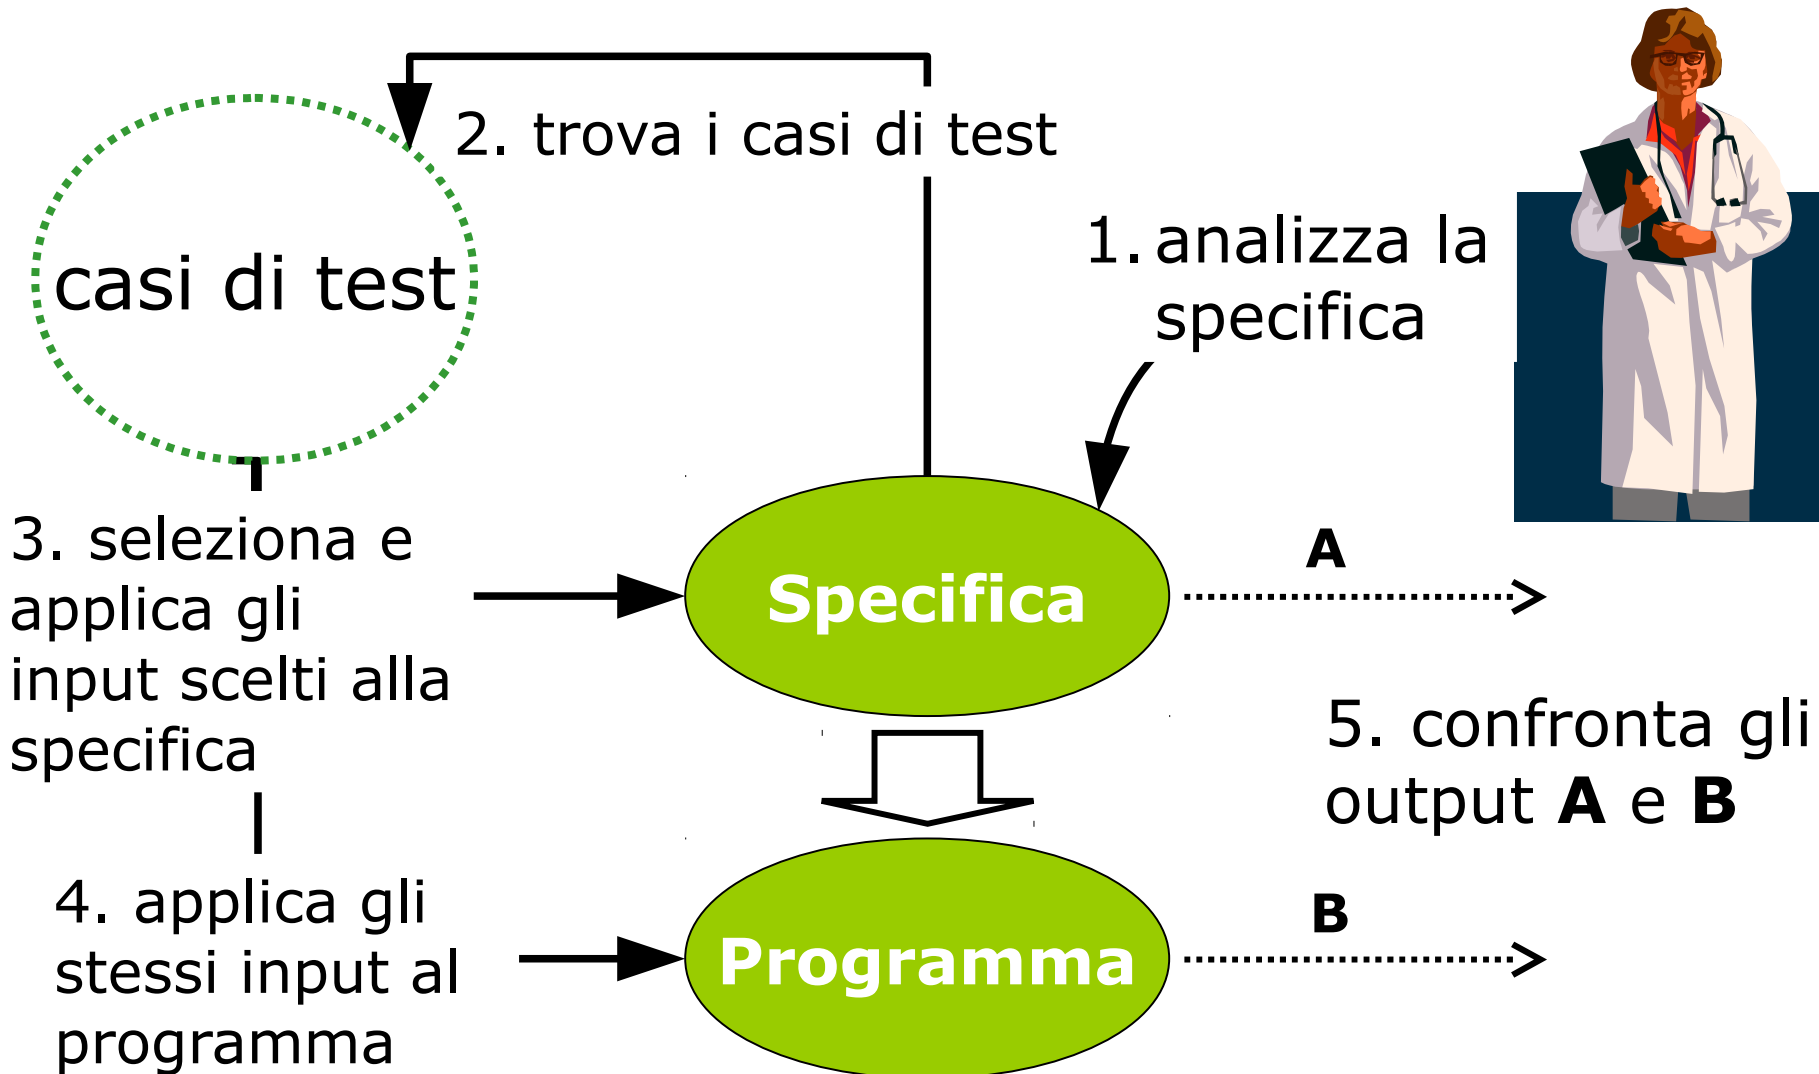 2. trova i casi di test
casi di test
1. analizza la
specifica
3. seleziona e
applica gli
input scelti alla
specifica
Specifica
A
5. confronta gli
output A e B
4. applica gli
stessi input al
programma
Programma
B